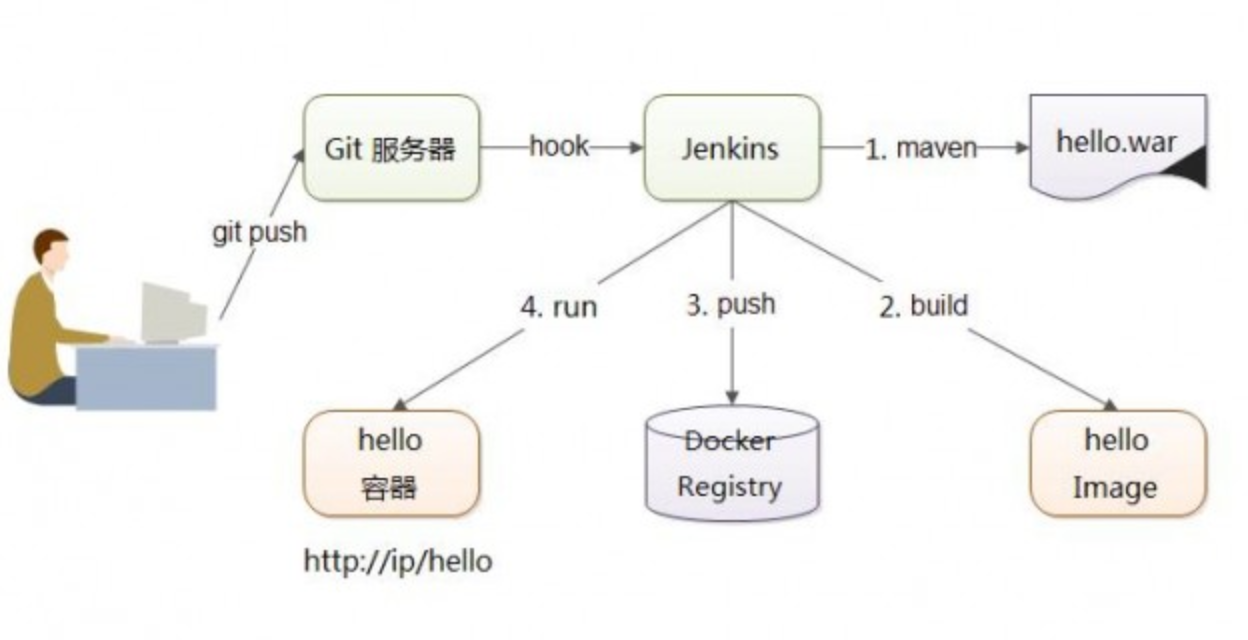 Git 服务器
hook
Jenkins
1. maven
hello.war
git push
4. run
3. push
2. build
hello
容器
Docker
Registry
hello
Image
http://ip/hello